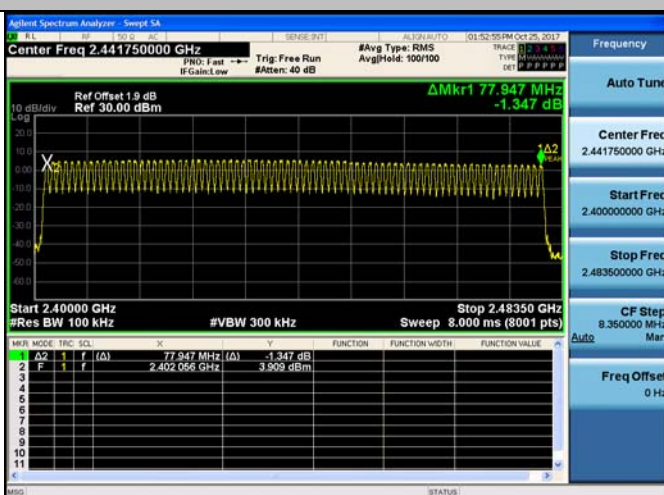 Agilent Spectrum Analyzer - Swept SA
RL RF 50 Ω AC SENSE:INT ALIGN AUTO 01:52:55 PM Oct 25, 2017
Center Freq 2.441750000 GHz
PNO: Fast
IFGain:Low
Trig: Free Run
#Atten: 40 dB
#Avg Type: RMS
Avg|Hold: 100/100
TRACE 1 2 3 4 5 6
TYPE M
DET P P P P P P
Frequency
Auto Tune
Center Freq
2.441750000 GHz
Start Freq
2.400000000 GHz
Stop Freq
2.483500000 GHz
CF Step
8.350000 MHz
Auto Man
Freq Offset
0 Hz
ΔMkr1 77.947 MHz
-1.347 dB
Ref Offset 1.9 dB
Ref 30.00 dBm
10 dB/div
Log
20.0
10.0
0.00
-10.0
-20.0
-30.0
-40.0
-50.0
-60.0
X2
1Δ2
PEAK
Start 2.40000 GHz
Stop 2.48350 GHz
#Res BW 100 kHz
#VBW 300 kHz
Sweep 8.000 ms (8001 pts)
MKR MODE TRC SCL X Y FUNCTION FUNCTION WIDTH FUNCTION VALUE
1 Δ2 1 f (Δ) 77.947 MHz (Δ) -1.347 dB
2 F 1 f 2.402 056 GHz 3.909 dBm
3
4
5
6
7
8
9
10
11
MSG STATUS